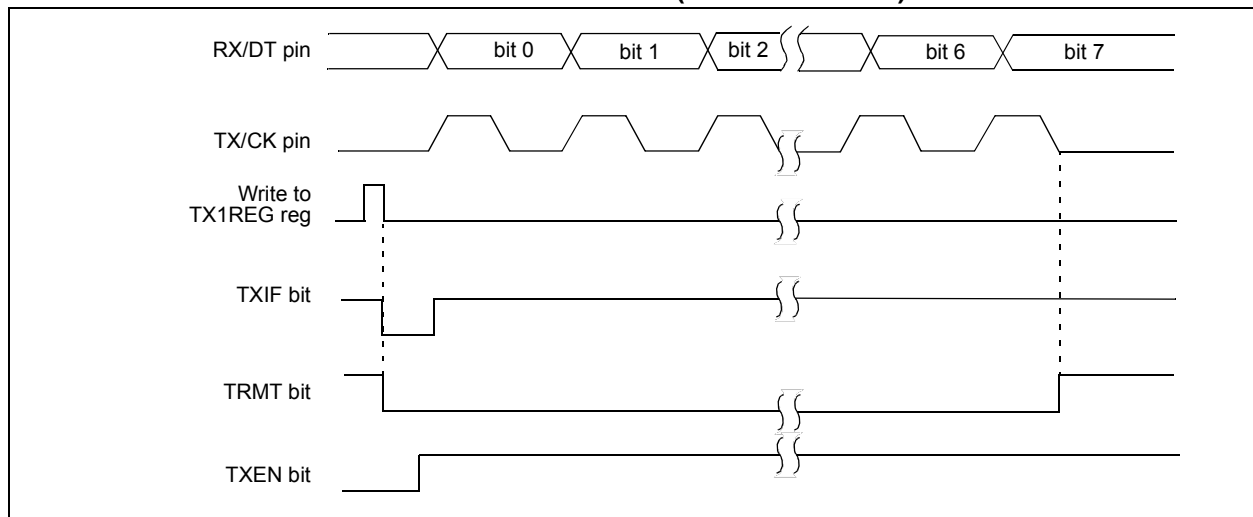 RX/DT pin
bit 0 bit 1 bit 2 bit 6 bit 7
TX/CK pin
Write to
TX1REG reg
TXIF bit
TRMT bit
TXEN bit